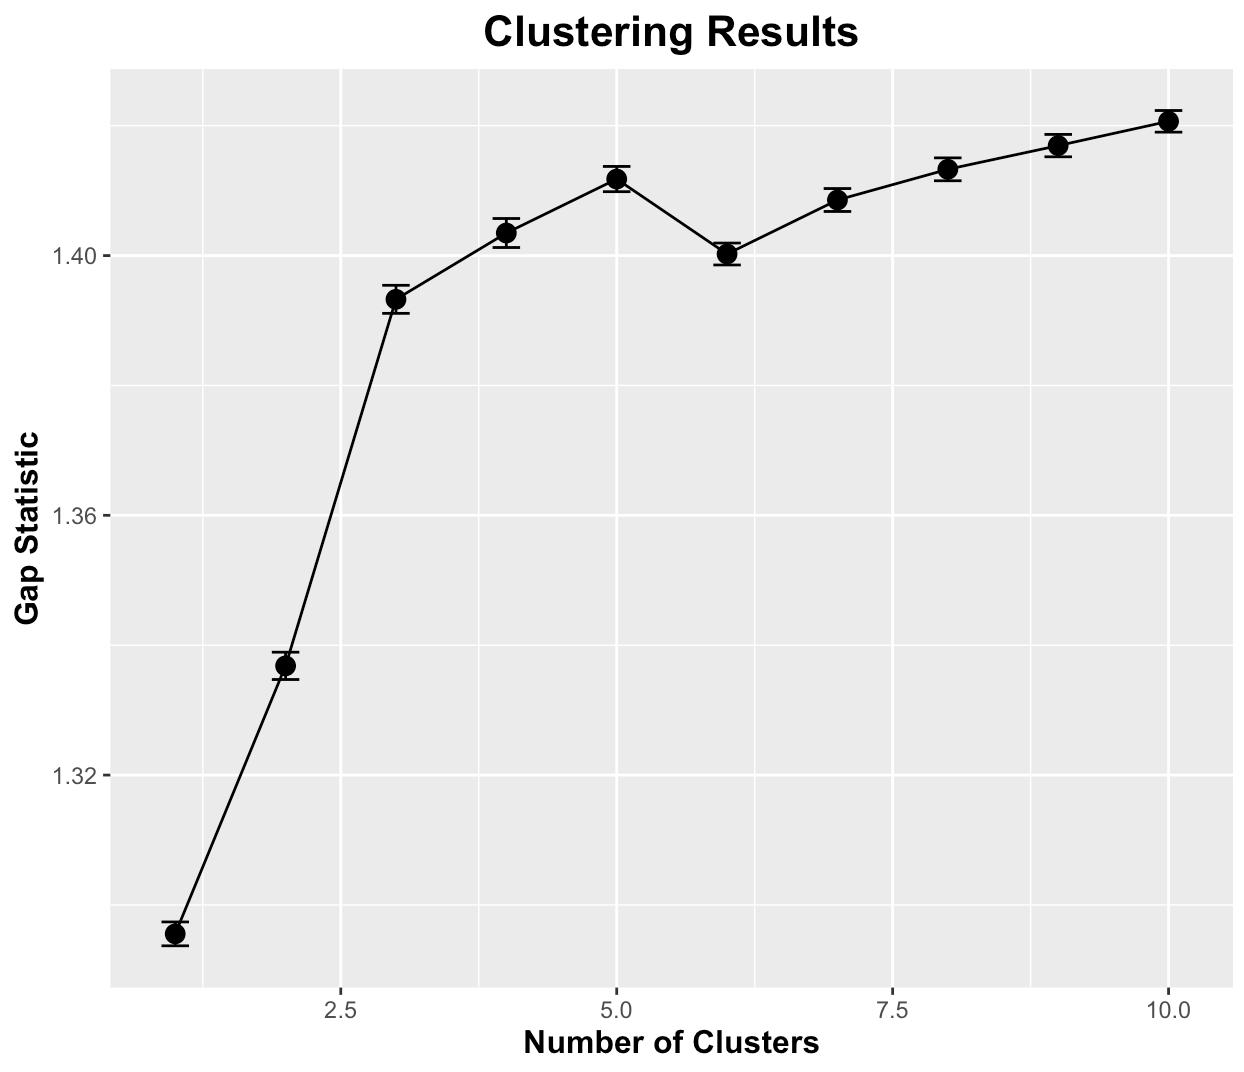 Clustering Results
Gap Statistic
1.40
1.36
1.32
2.5 5.0 7.5 10.0
Number of Clusters